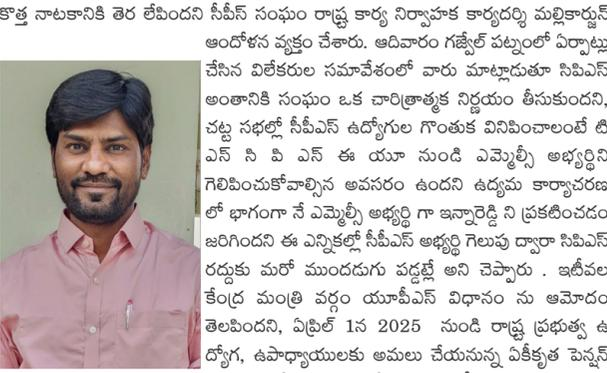 కొత్త నాటకానికి తెర లేపిందని సీపీస్ సంఘం రాష్ట్ర కార్య నిర్వాహక కార్యదర్శి మల్లికార్జున్
ఆందోళన వ్యక్తం చేశారు. ఆదివారం గజ్వేల్ పట్నంలో ఏర్పాట్లు
చేసిన విలేకరుల సమావేశంలో వారు మాట్లాడుతూ సిపిఎస్
అంతానికి సంఘం ఒక చారిత్రాత్మక నిర్ణయం తీసుకుందని,
చట్ట సభల్లో సీపీఎస్ ఉద్యోగుల గొంతుక వినిపించాలంటే టి
ఎస్ సి పి ఎస్ ఈ యూ నుండి ఎమ్మెల్సీ అభ్యర్థిని
గెలిపించుకోవాల్సిన అవసరం ఉందని ఉద్యమ కార్యాచరణ
లో భాగంగా నే ఎమ్మెల్సీ అభ్యర్థి గా ఇన్నారెడ్డి ని ప్రకటించడం
జరిగిందని ఈ ఎన్నికల్లో సీపీఎస్ అభ్యర్థి గెలుపు ద్వారా సిపిఎస్
రద్దుకు మరో ముందడుగు పడ్డట్లే అని చెప్పారు . ఇటీవల
కేంద్ర మంత్రి వర్గం యూపీఎస్ విధానం ను ఆమోదం
తెలపిందని, ఏప్రిల్ 1న 2025 నుండి రాష్ట్ర ప్రభుత్వ ఉ
ద్యోగ, ఉపాధ్యాయులకు అమలు చేయనున్న ఏకీకృత పెన్షన్